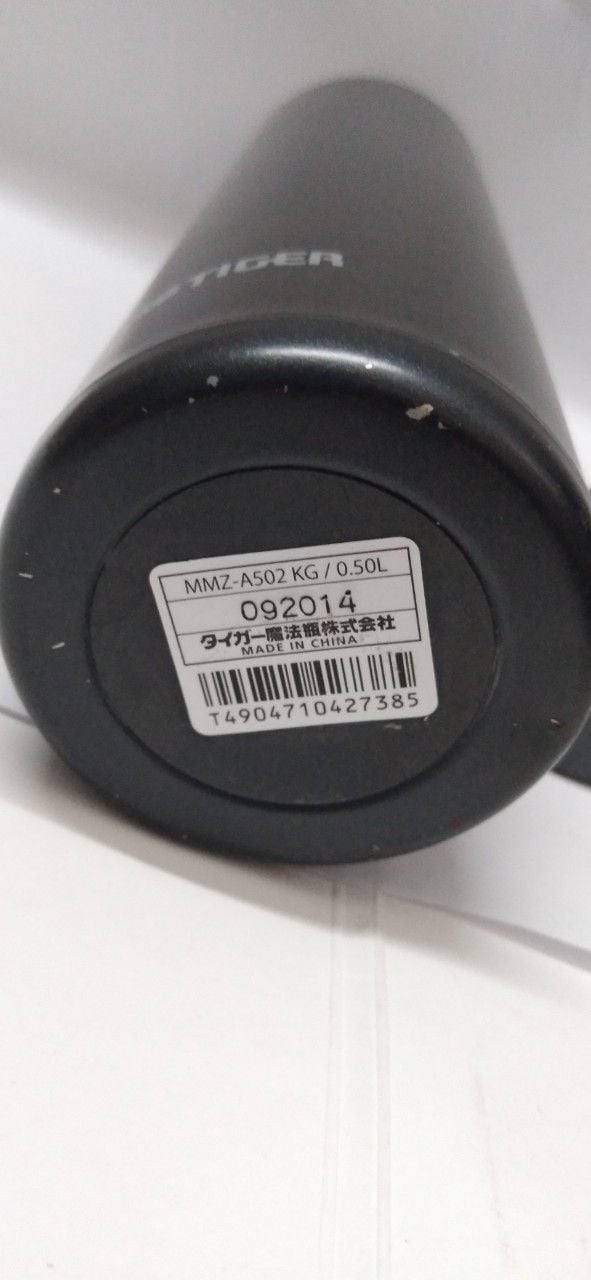 TIGER
MMZ-A502 KG / 0.50L
092014
タイガー魔法瓶株式会社
MADE IN CHINA
T4904710427385